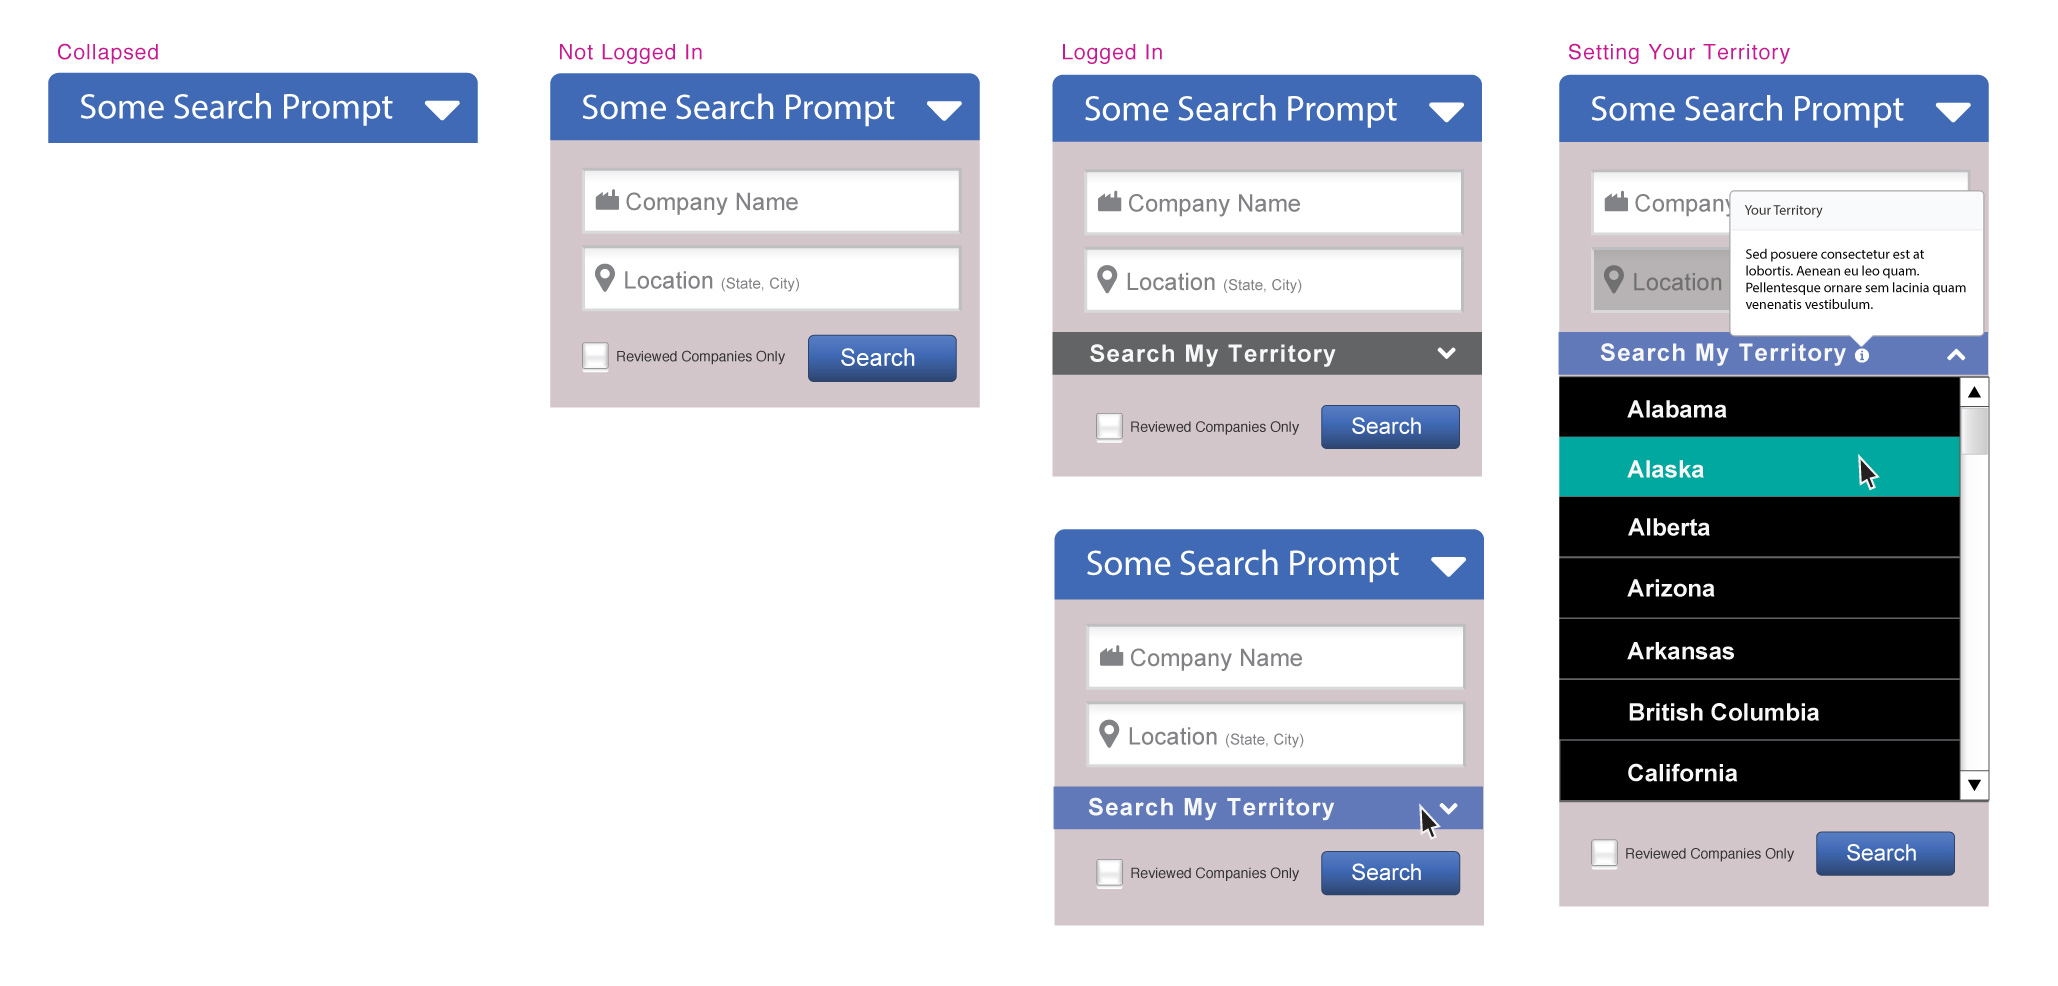 Collapsed
Some Search Prompt
Not Logged In
Some Search Prompt
Company Name
Location (State, City)
Reviewed Companies Only
Search
Logged In
Some Search Prompt
Company Name
Location (State, City)
Search My Territory
Reviewed Companies Only
Search
Some Search Prompt
Company Name
Location (State, City)
Search My Territory
Reviewed Companies Only
Search
Setting Your Territory
Some Search Prompt
Company
Your Territory
Sed posuere consectetur est at
lobortis. Aenean eu leo quam.
Pellentesque ornare sem lacinia quam
venenatis vestibulum.
Location
Search My Territory
Alabama
Alaska
Alberta
Arizona
Arkansas
British Columbia
California
Reviewed Companies Only
Search